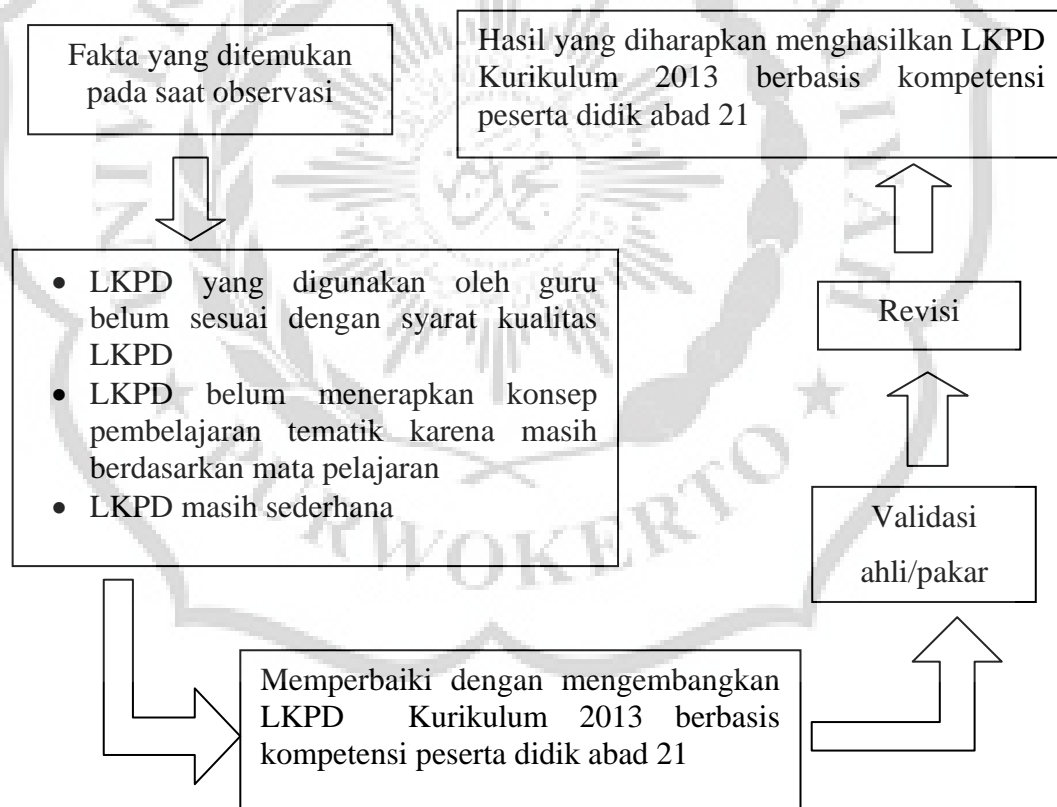 Fakta yang ditemukan
pada saat observasi
Hasil yang diharapkan menghasilkan LKPD
Kurikulum 2013 berbasis kompetensi
peserta didik abad 21
• LKPD yang digunakan oleh guru
belum sesuai dengan syarat kualitas
LKPD
• LKPD belum menerapkan konsep
pembelajaran tematik karena masih
berdasarkan mata pelajaran
• LKPD masih sederhana
Revisi
Validasi
ahli/pakar
Memperbaiki dengan mengembangkan
LKPD Kurikulum 2013 berbasis
kompetensi peserta didik abad 21
PURWOKERTO